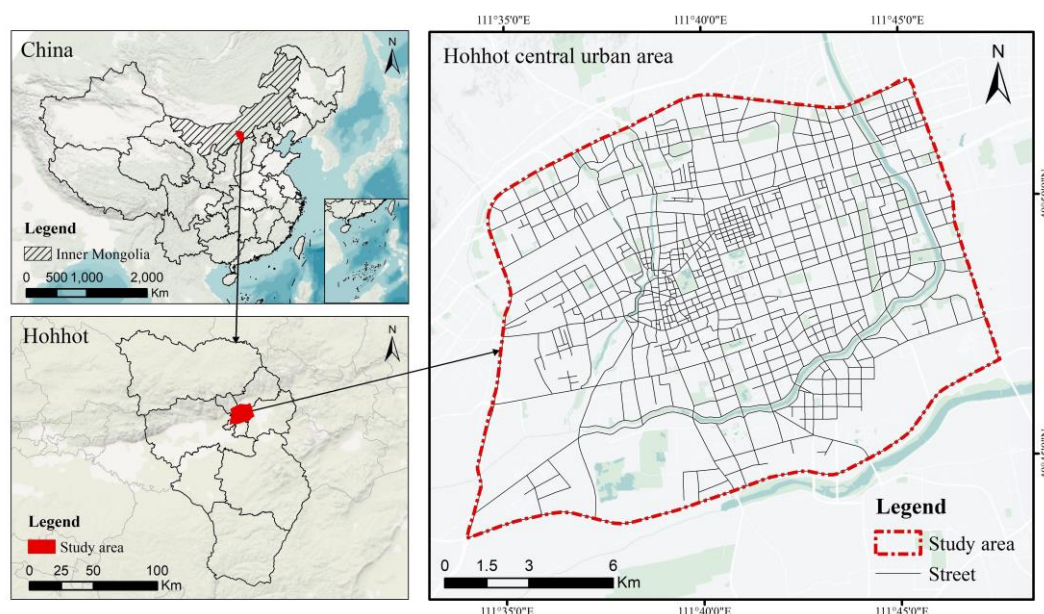 China
N
Legend
Inner Mongolia
0 500 1,000 2,000
Km
Hohhot
N
Legend
Study area
0 25 50 100
Km
111°35'0"E 111°40'0"E 111°45'0"E
Hohhot central urban area
N
Legend
Study area
Street
0 1.5 3 6
Km
111°35'0"E 111°40'0"E 111°45'0"E